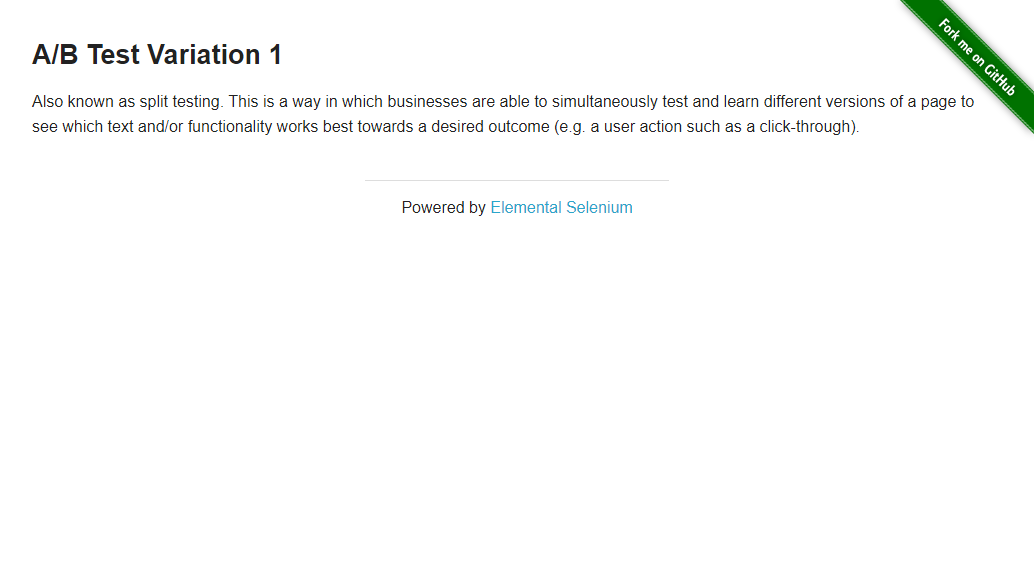 Fork me on GitHub
A/B Test Variation 1
Also known as split testing. This is a way in which businesses are able to simultaneously test and learn different versions of a page to
see which text and/or functionality works best towards a desired outcome (e.g. a user action such as a click-through).
Powered by Elemental Selenium